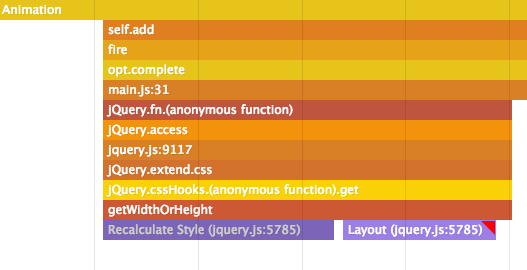 Animation
self.add
fire
opt.complete
main.js:31
jQuery.fn.(anonymous function)
jQuery.access
jquery.js:9117
jQuery.extend.css
jQuery.cssHooks.(anonymous function).get
getWidthOrHeight
Recalculate Style (jquery.js:5785) Layout (jquery.js:5785)